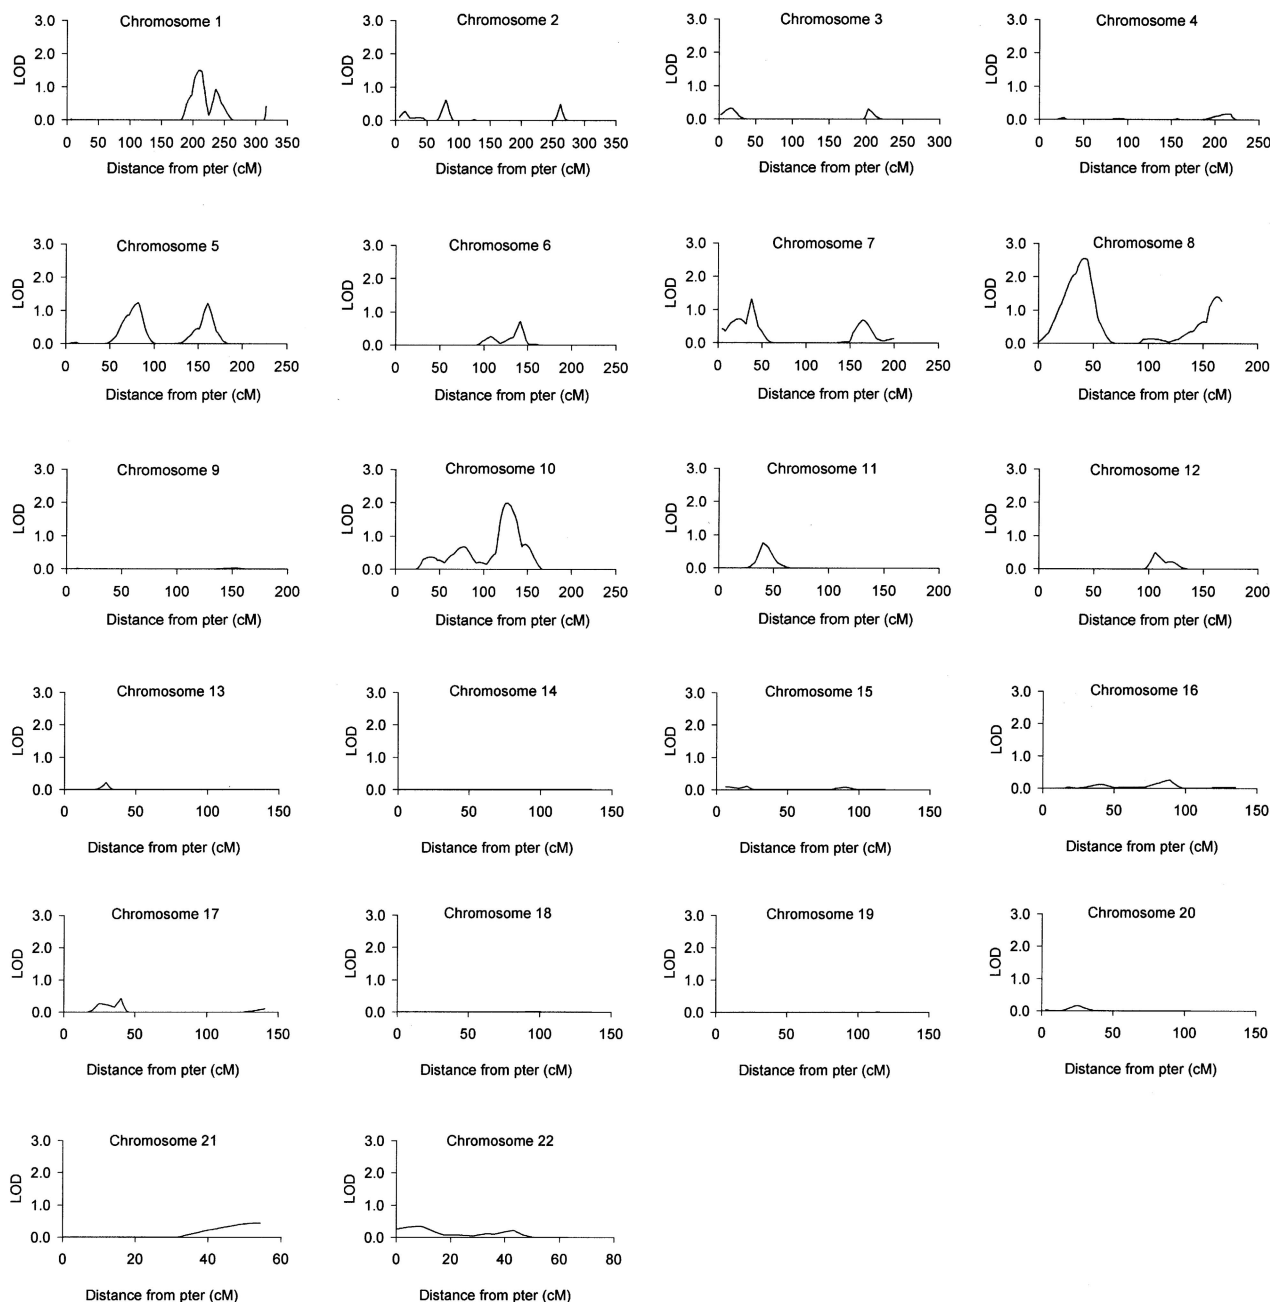 Chromosome 1
LOD
3.0
2.0
1.0
0.0
0 50 100 150 200 250 300 350
Distance from pter (cM)
Chromosome 2
LOD
3.0
2.0
1.0
0.0
0 50 100 150 200 250 300 350
Distance from pter (cM)
Chromosome 3
LOD
3.0
2.0
1.0
0.0
0 50 100 150 200 250 300
Distance from pter (cM)
Chromosome 4
LOD
3.0
2.0
1.0
0.0
0 50 100 150 200 250
Distance from pter (cM)
Chromosome 5
LOD
3.0
2.0
1.0
0.0
0 50 100 150 200 250
Distance from pter (cM)
Chromosome 6
LOD
3.0
2.0
1.0
0.0
0 50 100 150 200 250
Distance from pter (cM)
Chromosome 7
LOD
3.0
2.0
1.0
0.0
0 50 100 150 200 250
Distance from pter (cM)
Chromosome 8
LOD
3.0
2.0
1.0
0.0
0 50 100 150 200
Distance from pter (cM)
Chromosome 9
LOD
3.0
2.0
1.0
0.0
0 50 100 150 200
Distance from pter (cM)
Chromosome 10
LOD
3.0
2.0
1.0
0.0
0 50 100 150 200 250
Distance from pter (cM)
Chromosome 11
LOD
3.0
2.0
1.0
0.0
0 50 100 150 200
Distance from pter (cM)
Chromosome 12
LOD
3.0
2.0
1.0
0.0
0 50 100 150 200
Distance from pter (cM)
Chromosome 13
LOD
3.0
2.0
1.0
0.0
0 50 100 150
Distance from pter (cM)
Chromosome 14
LOD
3.0
2.0
1.0
0.0
0 50 100 150
Distance from pter (cM)
Chromosome 15
LOD
3.0
2.0
1.0
0.0
0 50 100 150
Distance from pter (cM)
Chromosome 16
LOD
3.0
2.0
1.0
0.0
0 50 100 150
Distance from pter (cM)
Chromosome 17
LOD
3.0
2.0
1.0
0.0
0 50 100 150
Distance from pter (cM)
Chromosome 18
LOD
3.0
2.0
1.0
0.0
0 50 100 150
Distance from pter (cM)
Chromosome 19
LOD
3.0
2.0
1.0
0.0
0 50 100 150
Distance from pter (cM)
Chromosome 20
LOD
3.0
2.0
1.0
0.0
0 50 100 150
Distance from pter (cM)
Chromosome 21
LOD
3.0
2.0
1.0
0.0
0 20 40 60
Distance from pter (cM)
Chromosome 22
LOD
3.0
2.0
1.0
0.0
0 20 40 60 80
Distance from pter (cM)